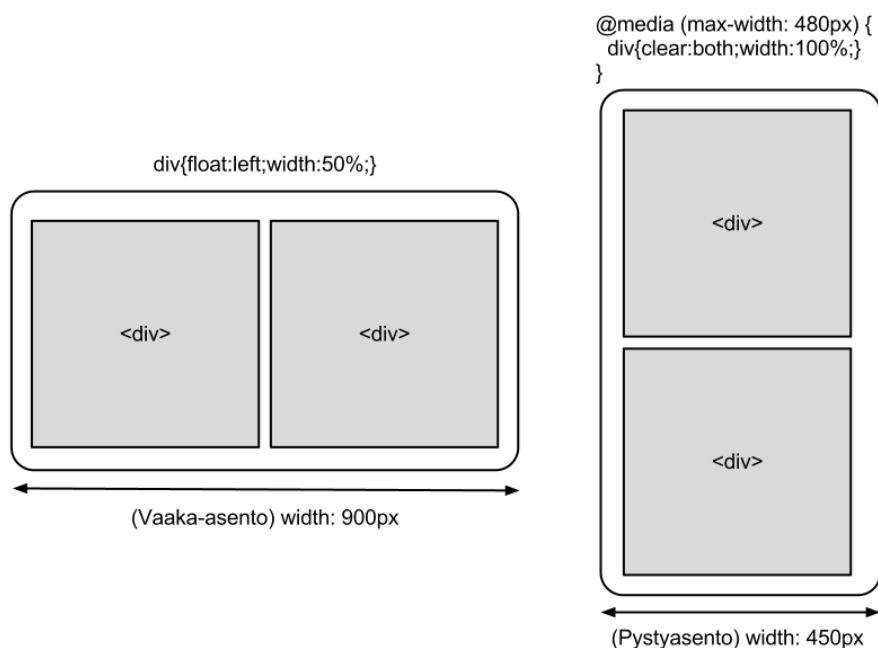 div{float:left;width:50%;}
<div>
<div>
(Vaaka-asento) width: 900px
@media (max-width: 480px) {
div{clear:both;width:100%;}
}
<div>
<div>
(Pystyasento) width: 450px